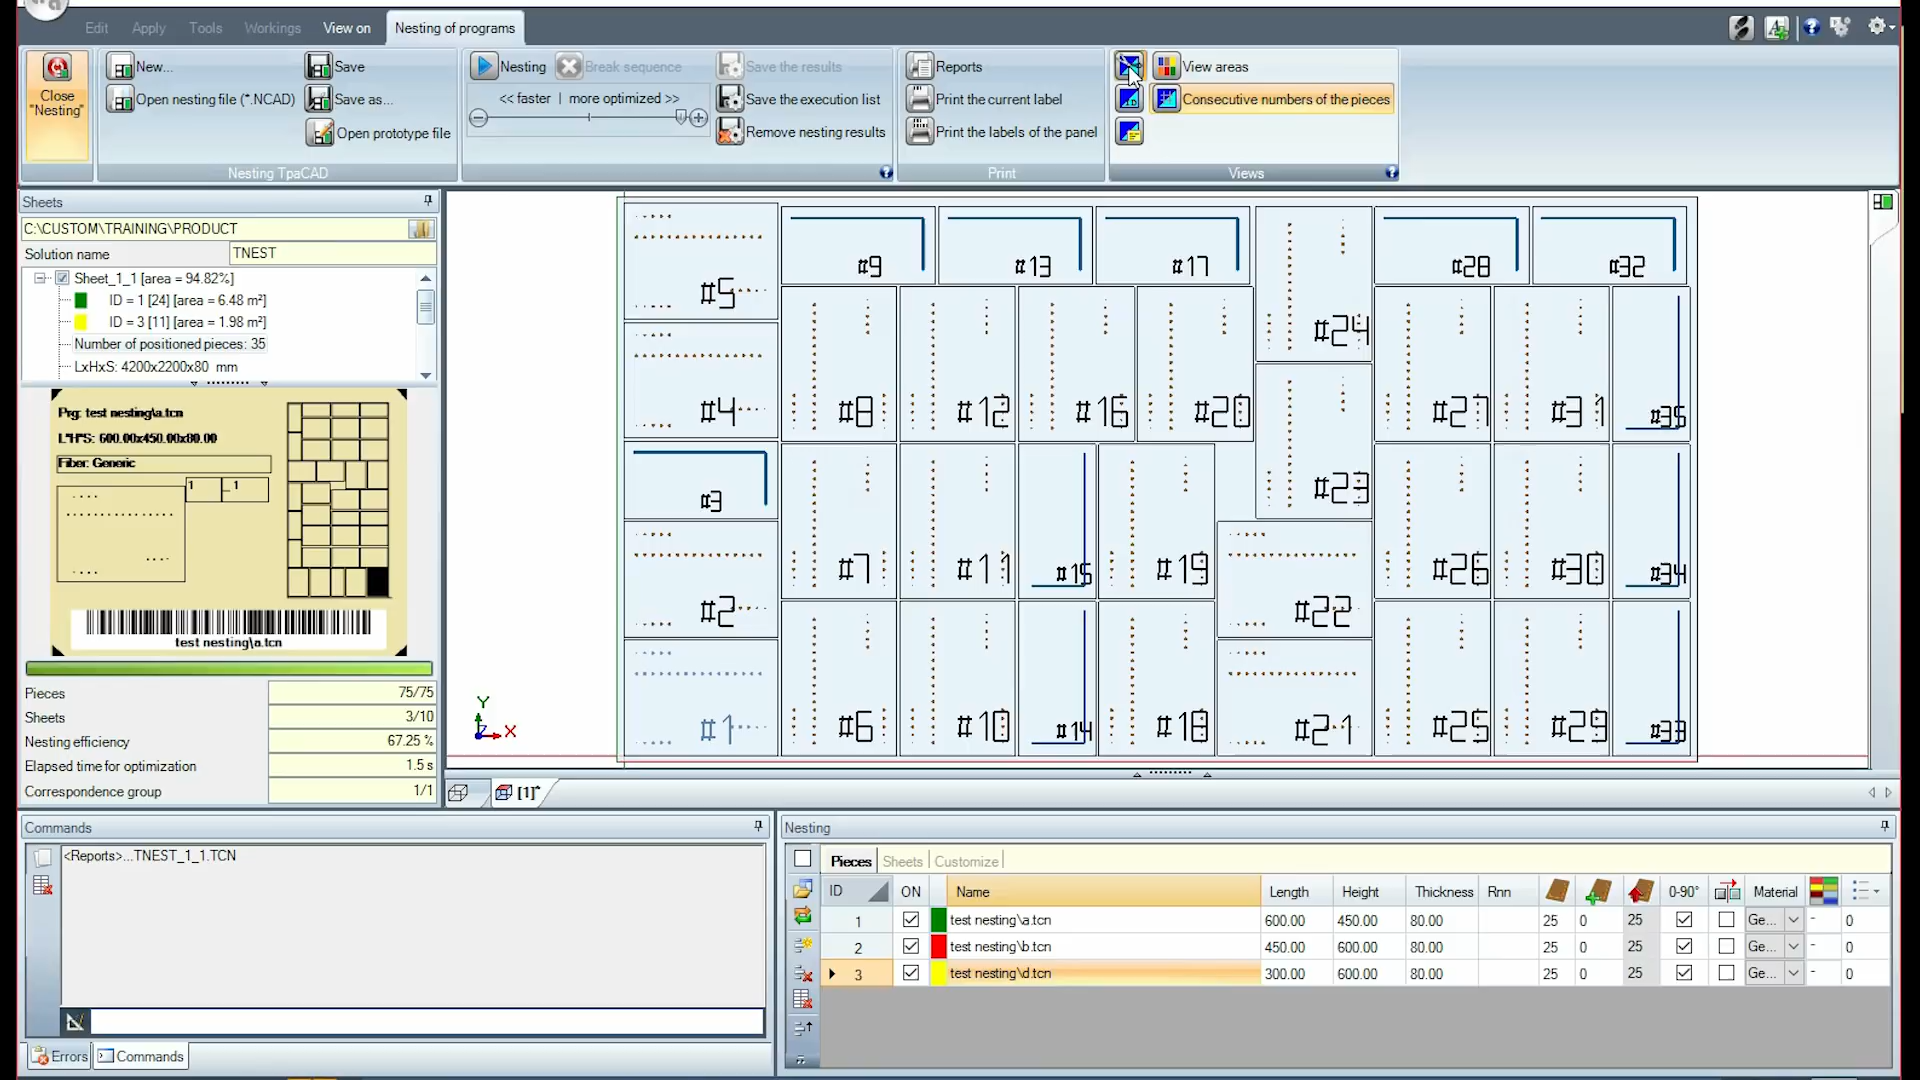 Edit Apply Tools Workings View on Nesting of programs
Close "Nesting"
New...
Open nesting file (*.NCAD)
Save
Save as...
Open prototype file
Nesting TpaCAD
Nesting
Break sequence
<< faster | more optimized >>
Save the results
Save the execution list
Remove nesting results
Reports
Print the current label
Print the labels of the panel
Print
View areas
Consecutive numbers of the pieces
Views
Sheets
C:\CUSTOM\TRAINING\PRODUCT
Solution name TNEST
Sheet_1_1 [area = 94.82%]
ID = 1 [24] [area = 6.48 m²]
ID = 3 [11] [area = 1.98 m²]
Number of positioned pieces: 35
LxHxS: 4200x2200x80 mm
Prg: test nesting\a.tcn
L*H*S: 600.00x450.00x80.00
Fiber: Generic
1 _1
test nesting\a.tcn
Pieces 75/75
Sheets 3/10
Nesting efficiency 67.25 %
Elapsed time for optimization 1.5 s
Correspondence group 1/1
#5 #9 #13 #17 #24 #28 #32
#4 #8 #12 #16 #20 #23 #27 #31 #35
#3 #7 #11 #15 #19 #26 #30 #34
#2 #22
#1 #6 #10 #14 #18 #21 #25 #29 #33
Y
Z X
[1]*
Commands
<Reports>...TNEST_1_1.TCN
Errors Commands
Nesting
Pieces Sheets Customize
ID ON Name Length Height Thickness Rnn 0-90° Material
1 test nesting\a.tcn 600.00 450.00 80.00 25 0 25 Ge... - 0
2 test nesting\b.tcn 450.00 600.00 80.00 25 0 25 Ge... - 0
3 test nesting\d.tcn 300.00 600.00 80.00 25 0 25 Ge... - 0